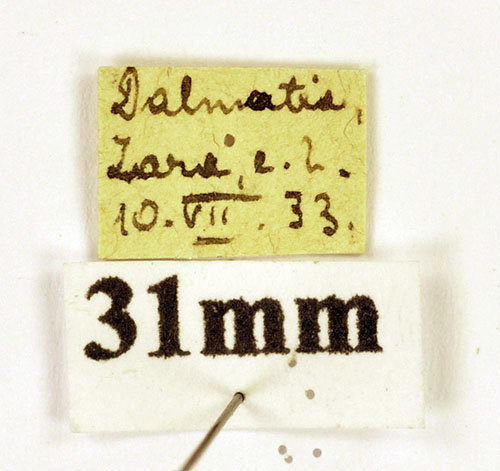 Dalmatia,
Zara, e. l.
10. VII. 33.
31mm